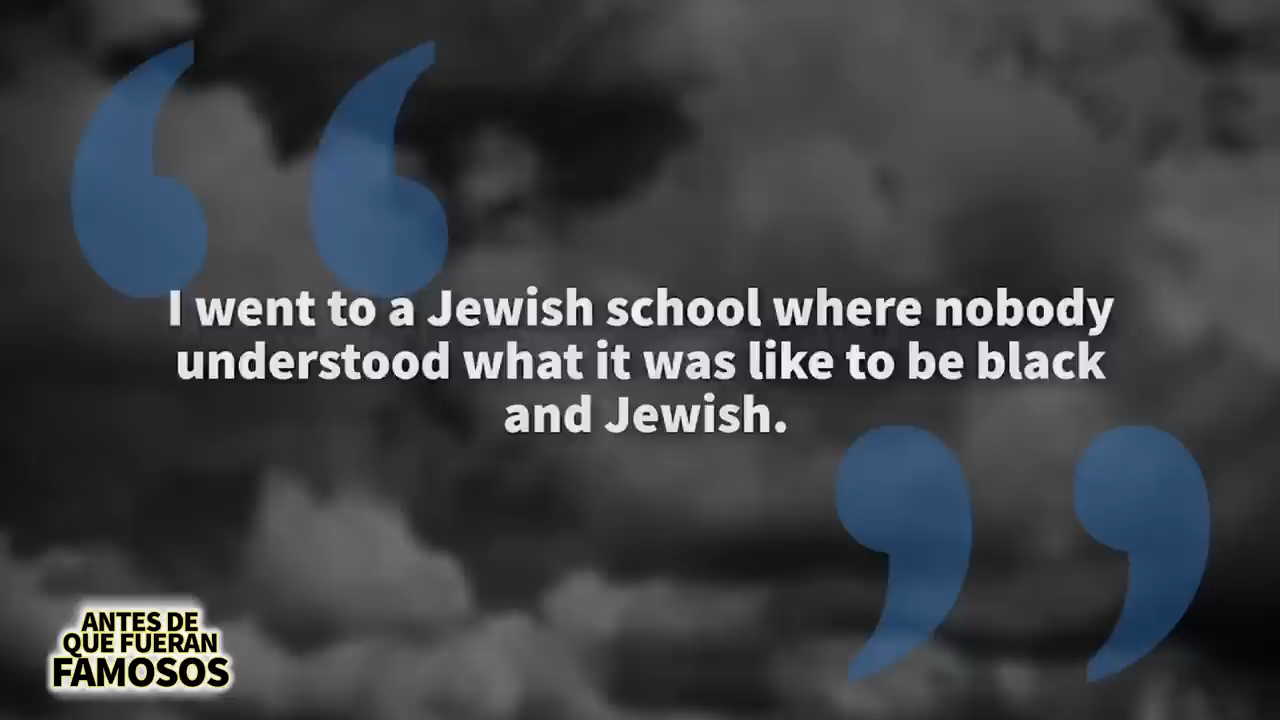 I went to a Jewish school where nobody
understood what it was like to be black
and Jewish.
ANTES DE
QUE FUERAN
FAMOSOS